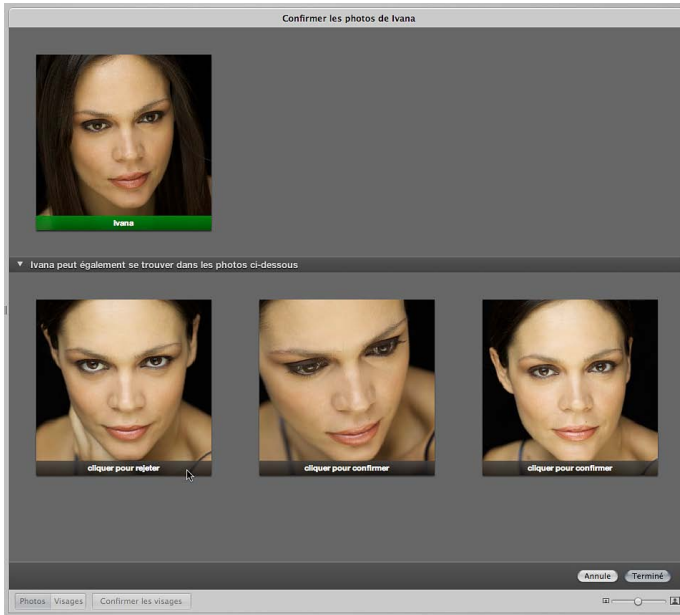 Confirmer les photos de Ivana
Ivana
Ivana peut également se trouver dans les photos ci-dessous
cliquer pour rejeter
cliquer pour confirmer
cliquer pour confirmer
Annule
Terminé
Photos
Visages
Confirmer les visages